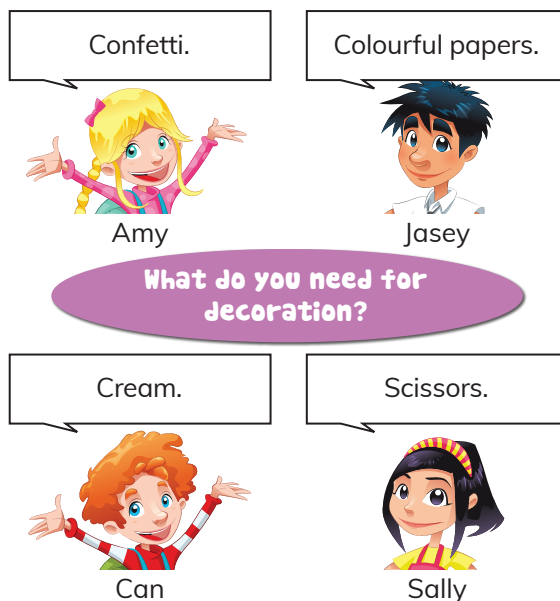 Confetti.
Colourful papers.
Amy
Jasey
What do you need for
decoration?
Cream.
Scissors.
Can
Sally